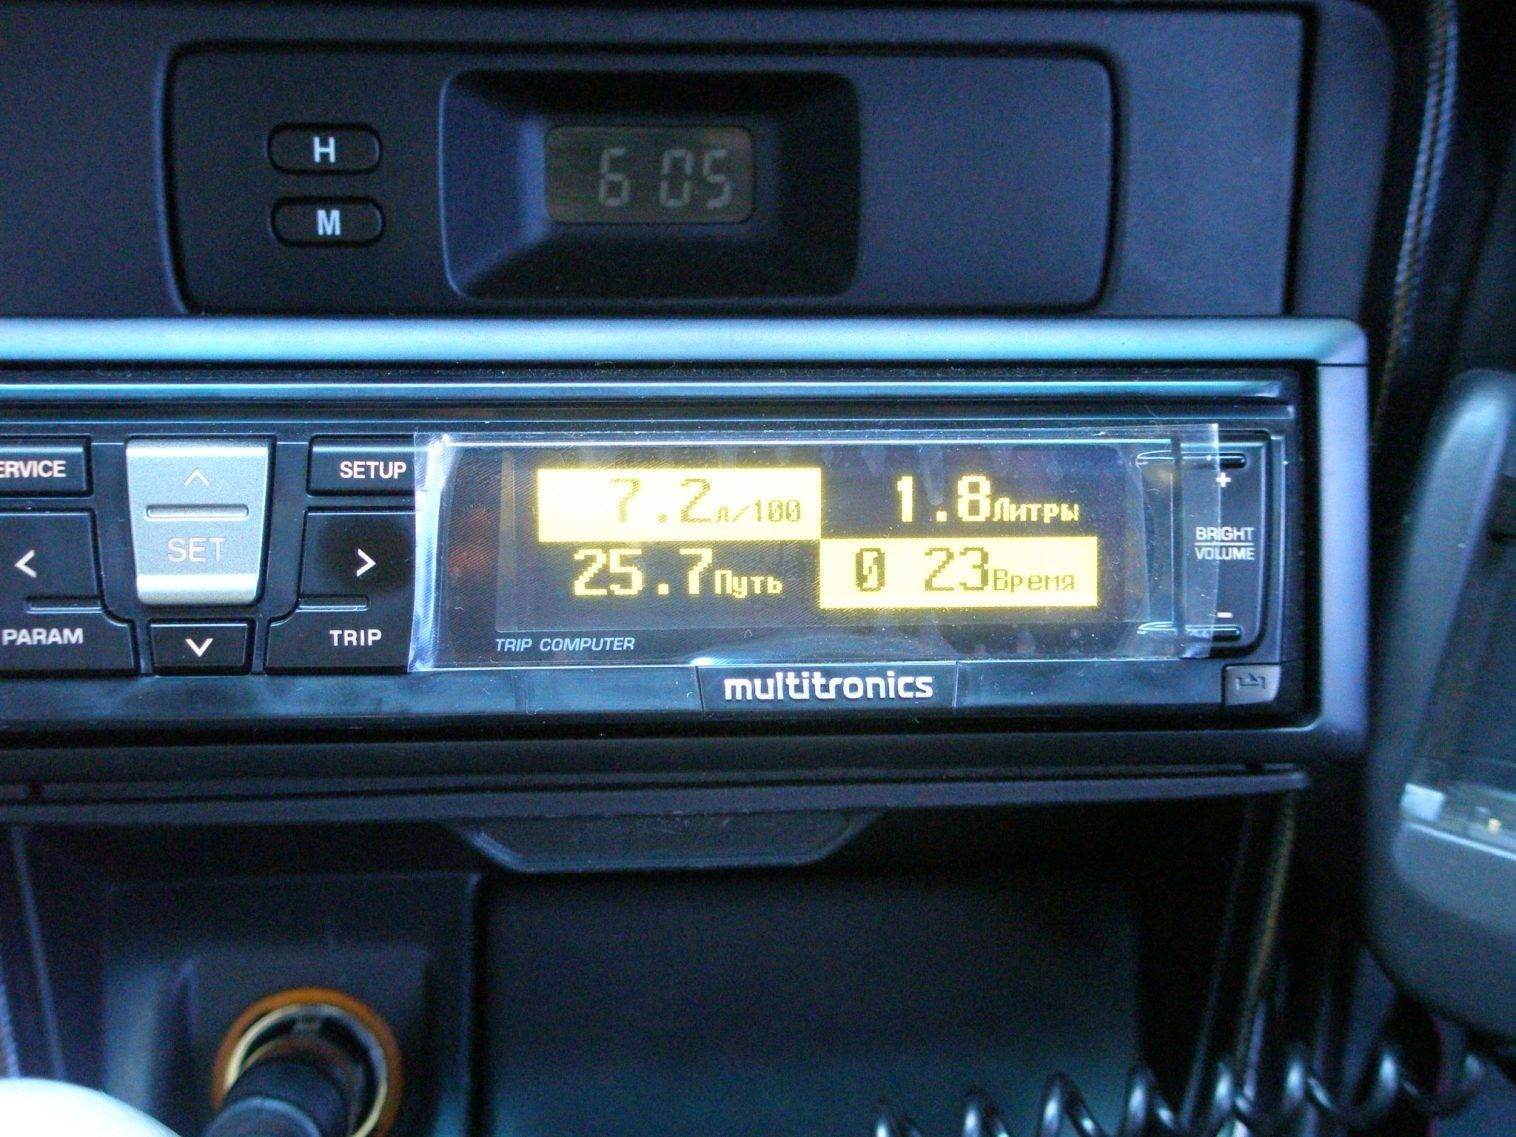 H
6 05
M
ERVICE
SETUP
7.2л/100
1.8Литры
+
SET
BRIGHT
VOLUME
<
>
25.7Путь
0 23Время
PARAM
TRIP
-
TRIP COMPUTER
multitronics